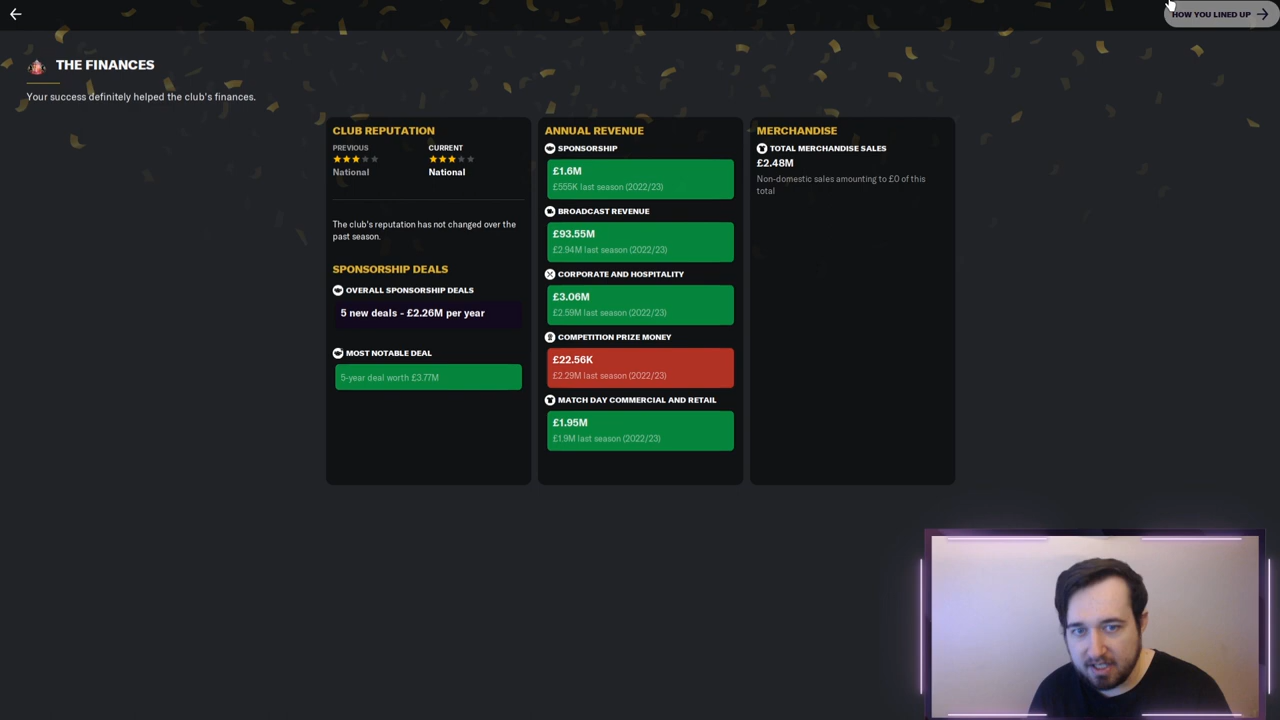 HOW YOU LINED UP
THE FINANCES
Your success definitely helped the club's finances.
CLUB REPUTATION
PREVIOUS
National
CURRENT
National
The club's reputation has not changed over the
past season.
SPONSORSHIP DEALS
OVERALL SPONSORSHIP DEALS
5 new deals - £2.26M per year
MOST NOTABLE DEAL
5-year deal worth £3.77M
ANNUAL REVENUE
SPONSORSHIP
£1.6M
£555K last season (2022/23)
BROADCAST REVENUE
£93.55M
£2.94M last season (2022/23)
CORPORATE AND HOSPITALITY
£3.06M
£2.59M last season (2022/23)
COMPETITION PRIZE MONEY
£22.56K
£2.29M last season (2022/23)
MATCH DAY COMMERCIAL AND RETAIL
£1.95M
£1.9M last season (2022/23)
MERCHANDISE
TOTAL MERCHANDISE SALES
£2.48M
Non-domestic sales amounting to £0 of this
total